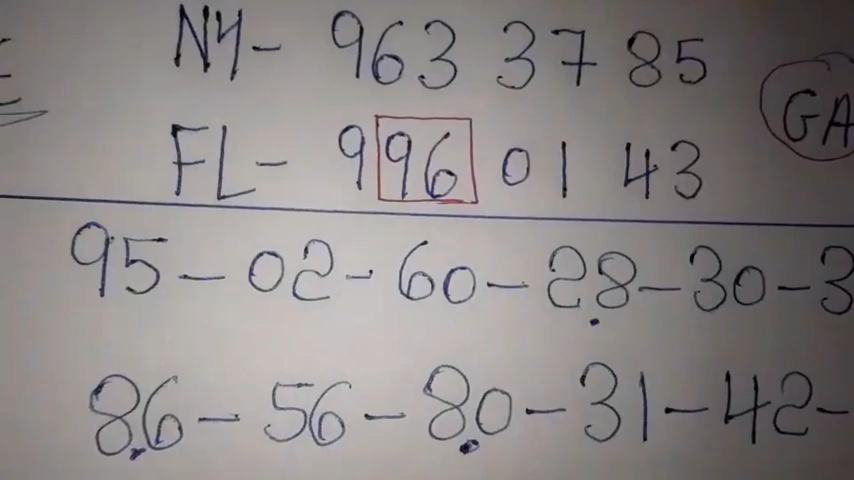 NY- 963 37 85
GA
FL- 996 01 43
95-02-60-28-30-3
86-56-80-31-42-